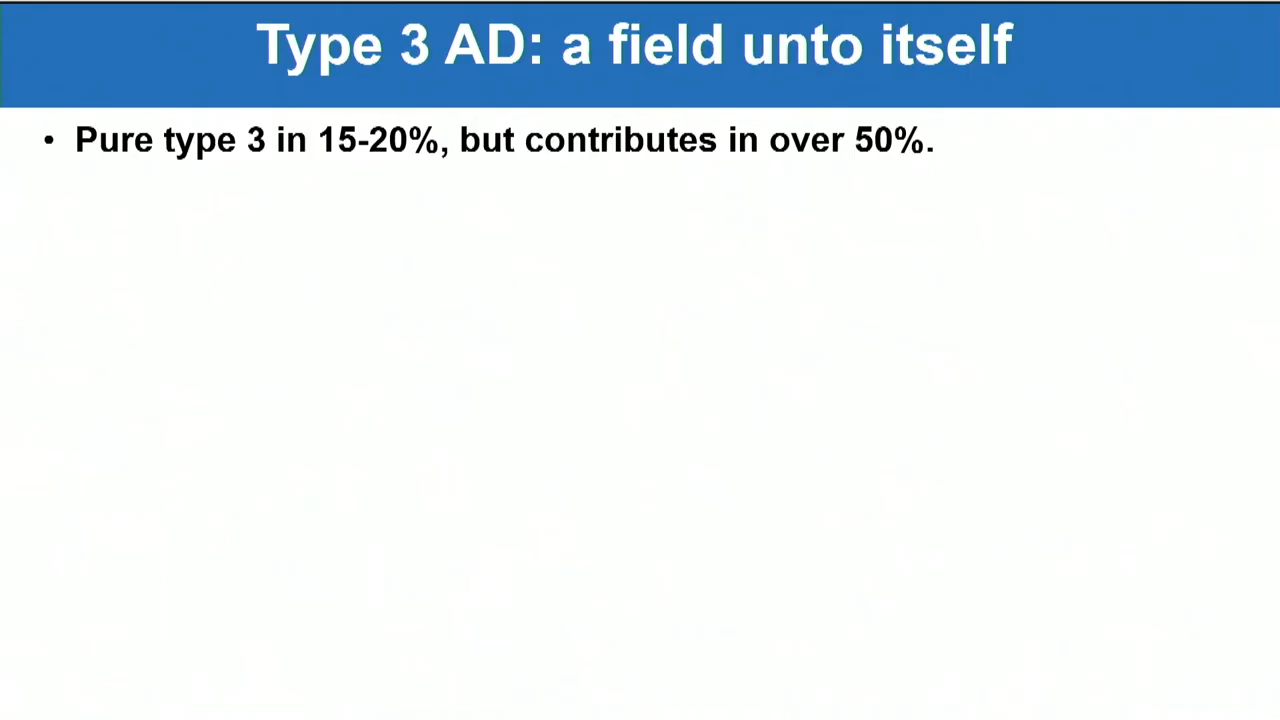 Type 3 AD: a field unto itself
• Pure type 3 in 15-20%, but contributes in over 50%.